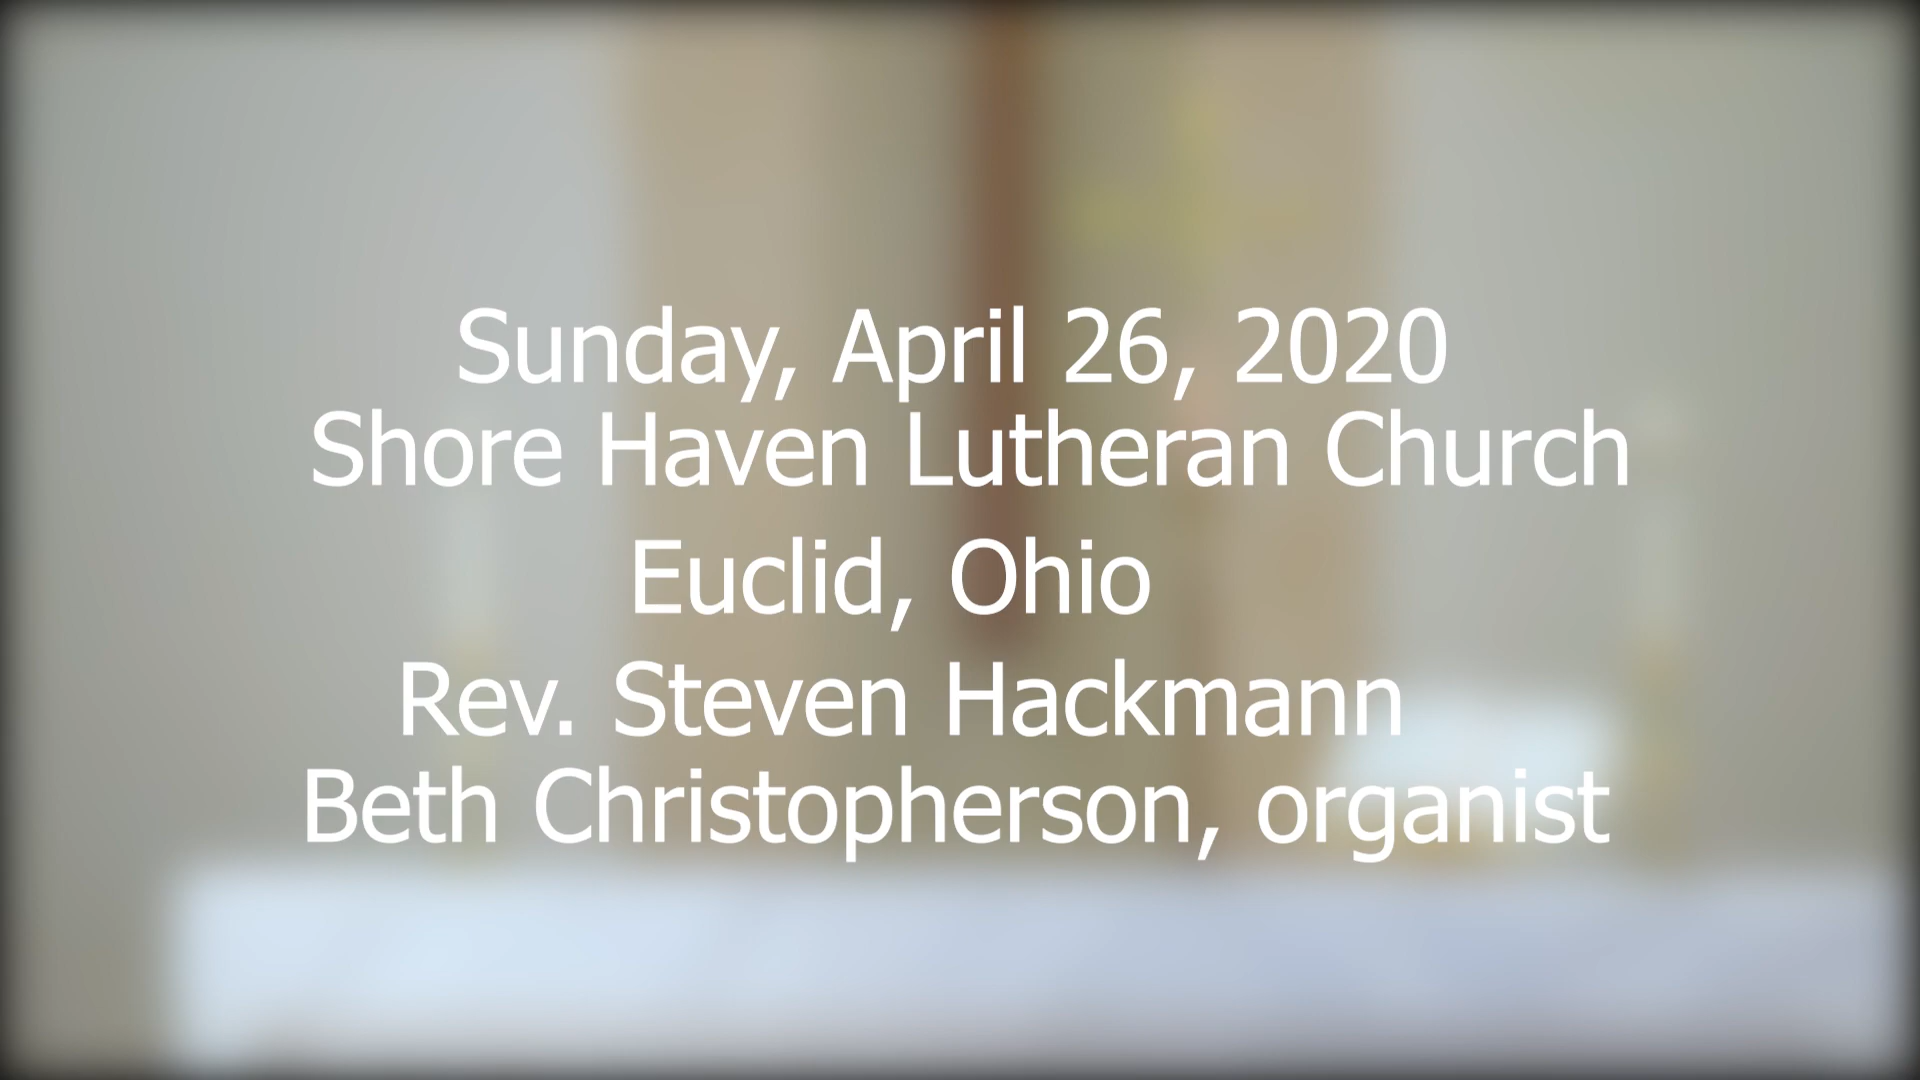 Sunday, April 26, 2020
Shore Haven Lutheran Church
Euclid, Ohio
Rev. Steven Hackmann
Beth Christopherson, organist